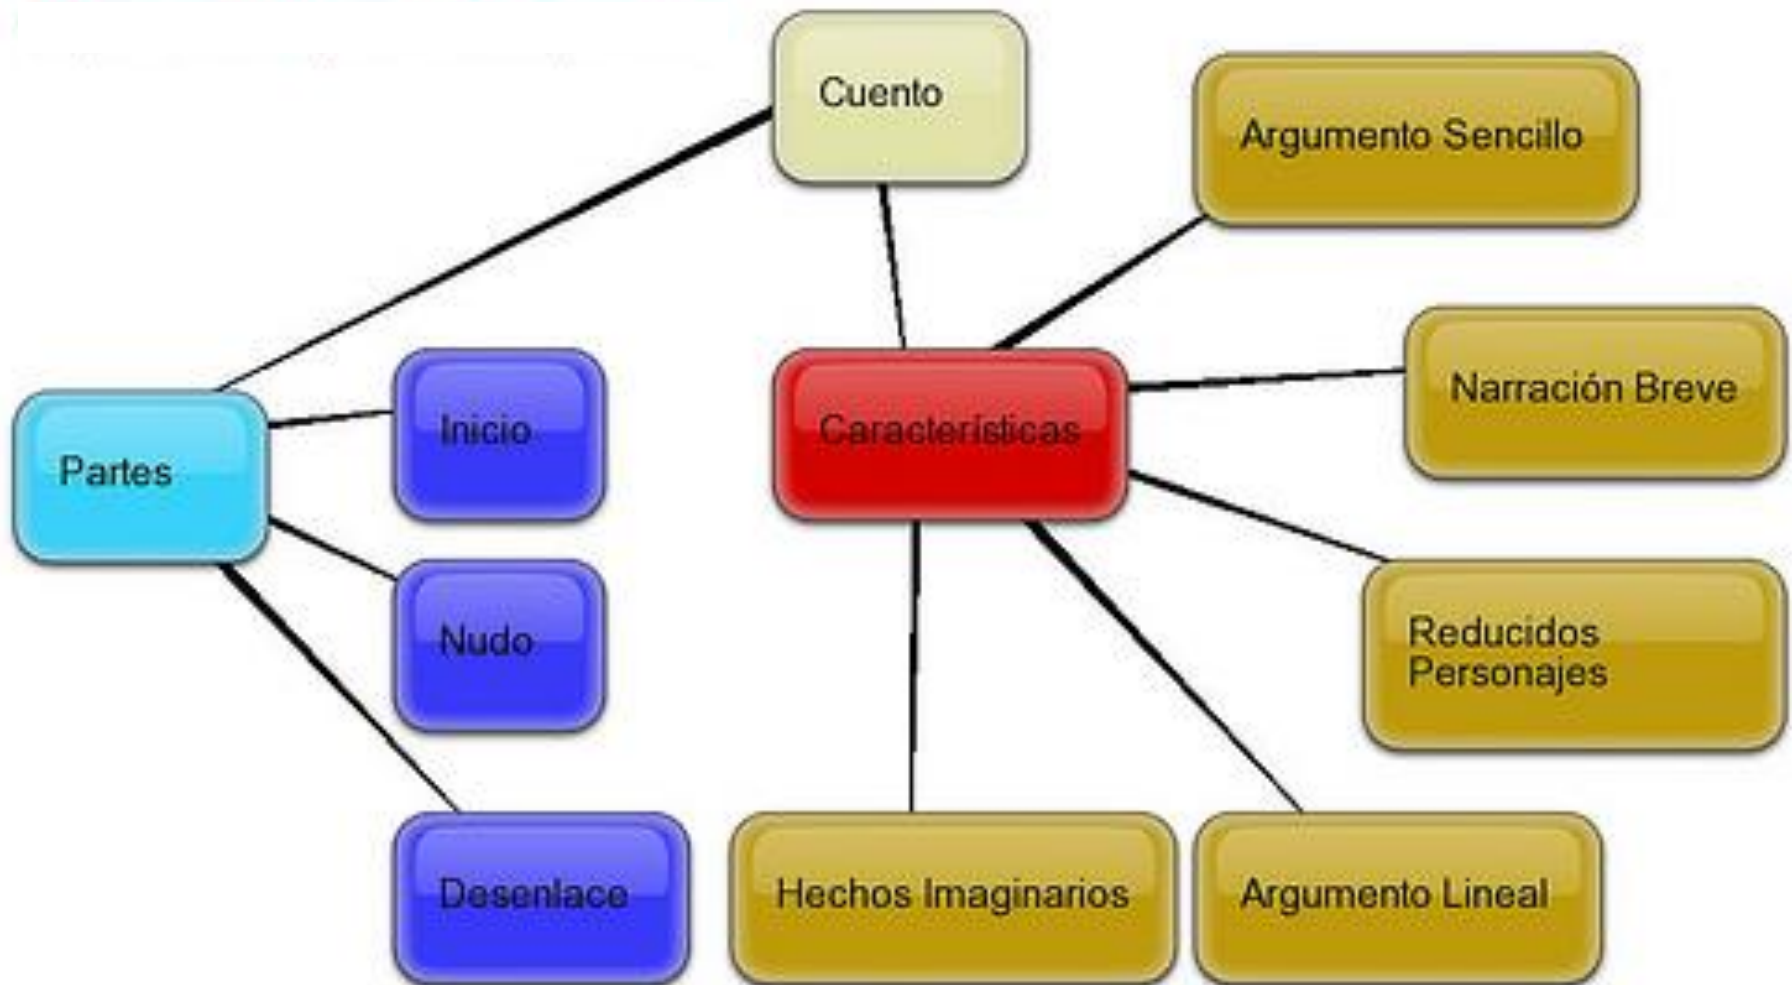 Cuento
Argumento Sencillo
Narración Breve
Características
Inicio
Partes
Nudo
Reducidos
Personajes
Desenlace
Hechos Imaginarios
Argumento Lineal